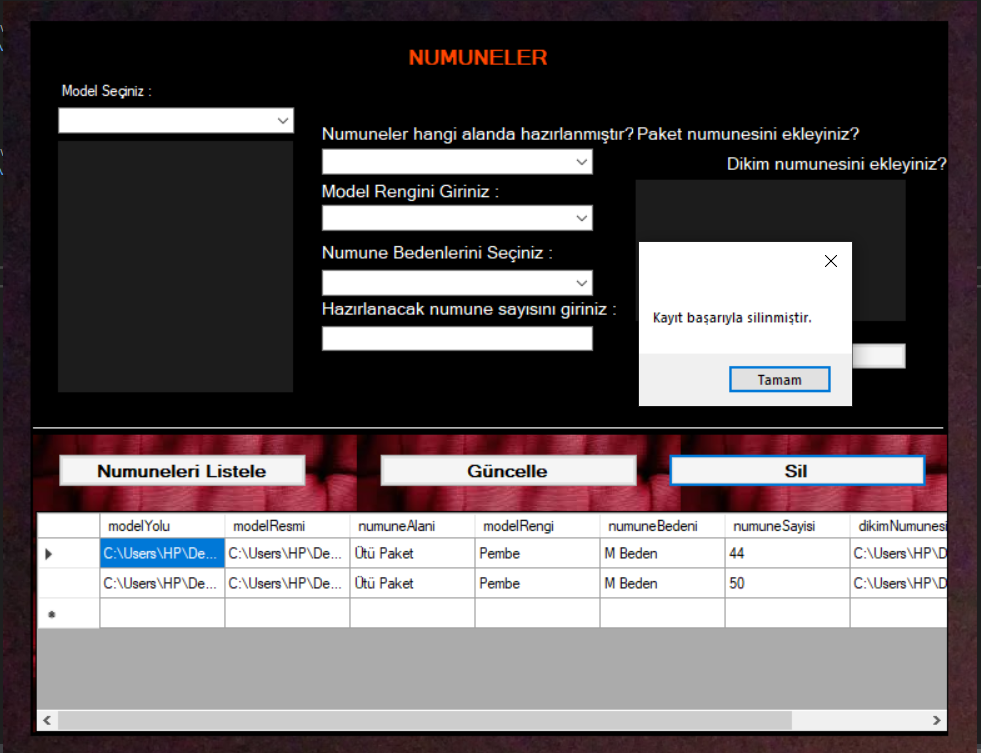 NUMUNELER
Model Seçiniz :
Numuneler hangi alanda hazırlanmıştır? Paket numunesini ekleyiniz?
Dikim numunesini ekleyiniz?
Model Rengini Giriniz :
Numune Bedenlerini Seçiniz :
Hazırlanacak numune sayısını giriniz :
Kayıt başarıyla silinmiştir.
Tamam
Numuneleri Listele Güncelle Sil
modelYolu modelResmi numuneAlani modelRengi numuneBedeni numuneSayisi dikimNumunesi
C:\Users\HP\De... C:\Users\HP\De... Ütü Paket Pembe M Beden 44 C:\Users\HP\D
C:\Users\HP\De... C:\Users\HP\De... Ütü Paket Pembe M Beden 50 C:\Users\HP\D